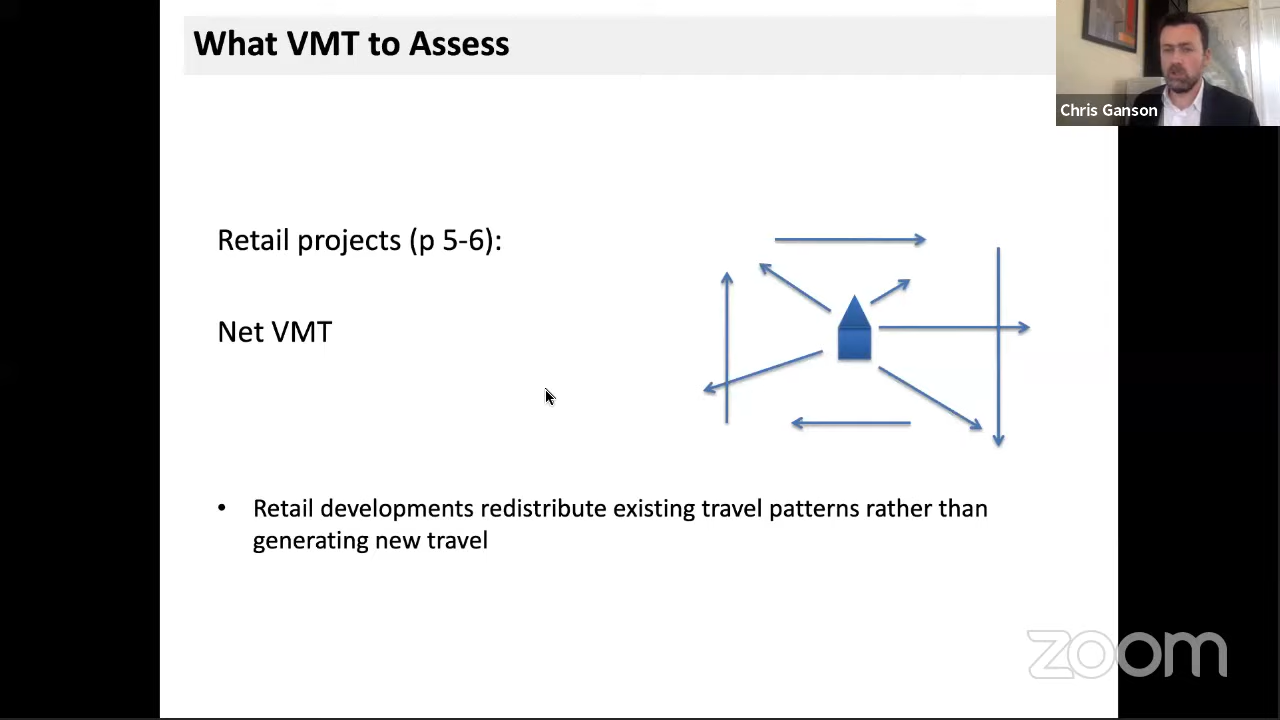 What VMT to Assess
Chris Ganson
Retail projects (p 5-6):
Net VMT
• Retail developments redistribute existing travel patterns rather than
generating new travel
zoom